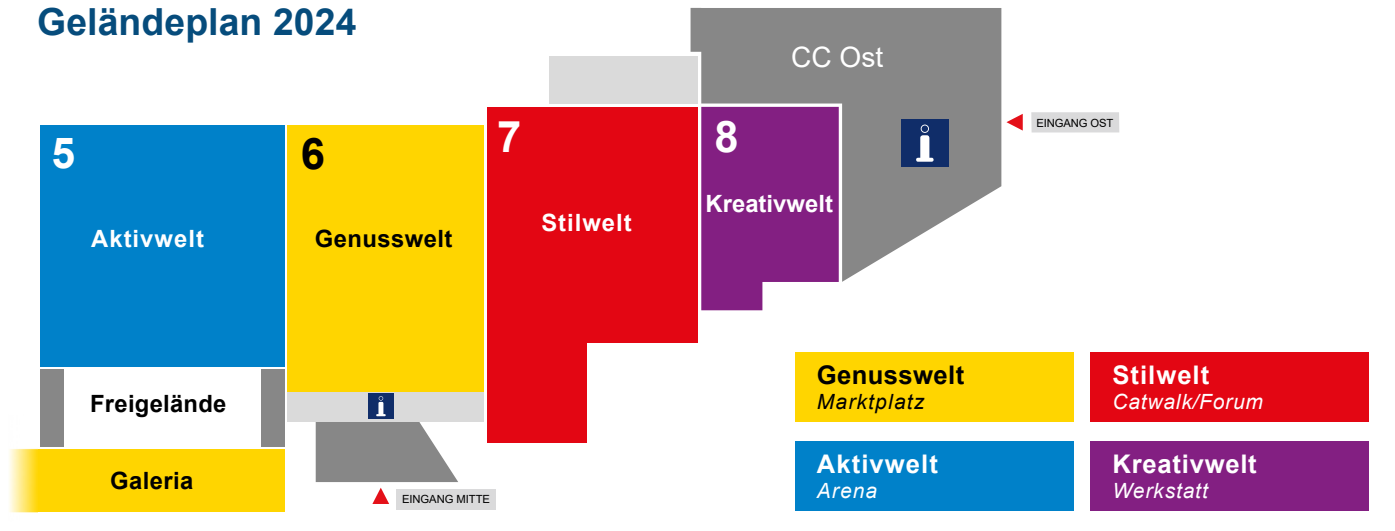 Geländeplan 2024
CC Ost
EINGANG OST
5
6
7
8
Aktivwelt
Genusswelt
Stilwelt
Kreativwelt
i
Freigelände
i
Galeria
EINGANG MITTE
Genusswelt
Marktplatz
Stilwelt
Catwalk/Forum
Aktivwelt
Arena
Kreativwelt
Werkstatt